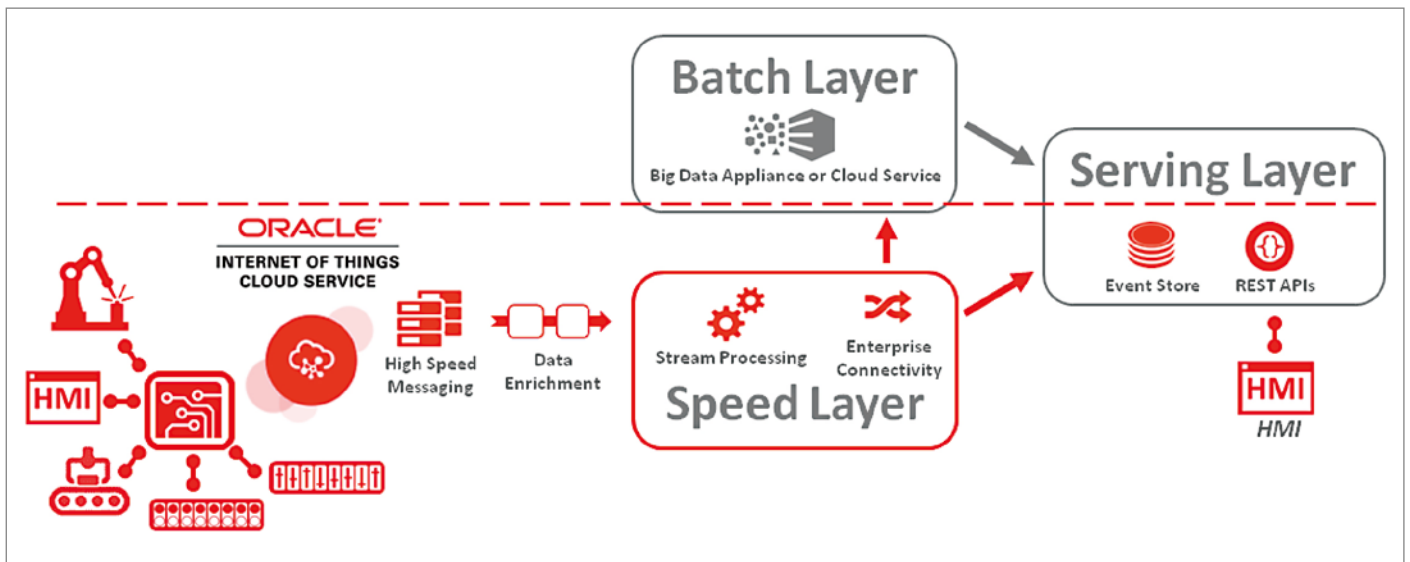 Batch Layer
Big Data Appliance or Cloud Service
Serving Layer
Event Store
REST APIs
HMI
HMI
ORACLE
INTERNET OF THINGS
CLOUD SERVICE
High Speed
Messaging
Data
Enrichment
Stream Processing
Enterprise
Connectivity
Speed Layer
HMI